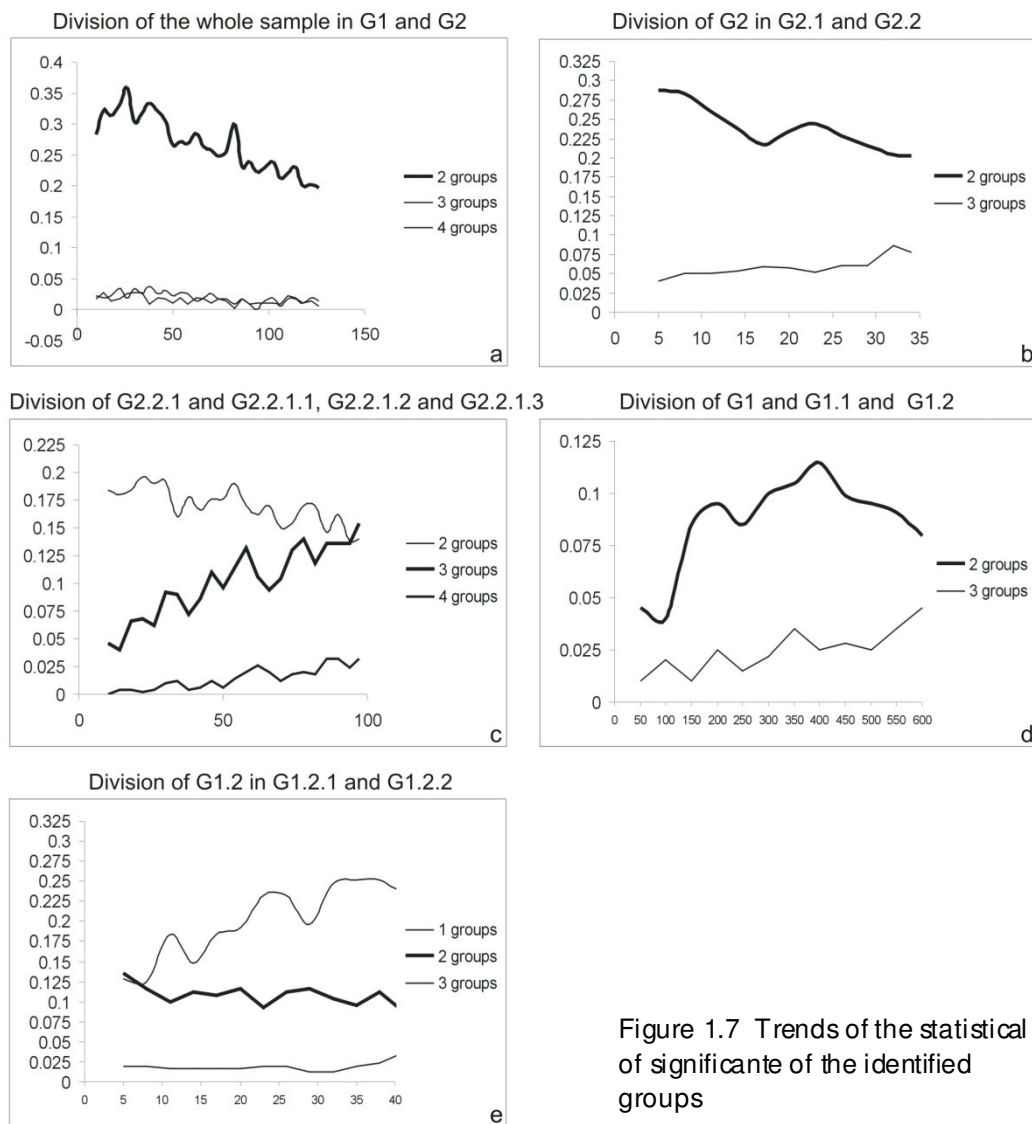 Division of the whole sample in G1 and G2
0.4
0.35
0.3
0.25
0.2
0.15
0.1
0.05
0
-0.05
0 50 100 150
2 groups
3 groups
4 groups
a
Division of G2 in G2.1 and G2.2
0.325
0.3
0.275
0.25
0.225
0.2
0.175
0.15
0.125
0.1
0.075
0.05
0.025
0
0 5 10 15 20 25 30 35
2 groups
3 groups
b
Division of G2.2.1 and G2.2.1.1, G2.2.1.2 and G2.2.1.3
0.225
0.2
0.175
0.15
0.125
0.1
0.075
0.05
0.025
0
0 50 100
2 groups
3 groups
4 groups
c
Division of G1 and G1.1 and G1.2
0.125
0.1
0.075
0.05
0.025
0
0 50 100 150 200 250 300 350 400 450 500 550 600
2 groups
3 groups
d
Division of G1.2 in G1.2.1 and G1.2.2
0.325
0.3
0.275
0.25
0.225
0.2
0.175
0.15
0.125
0.1
0.075
0.05
0.025
0
0 5 10 15 20 25 30 35 40
1 groups
2 groups
3 groups
e
Figure 1.7 Trends of the statistical
of significante of the identified
groups